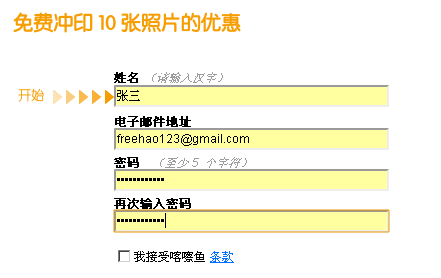 免费冲印 10 张照片的优惠
姓名 (请输入汉字)
开始 张三
电子邮件地址
freehao123@gmail.com
密码 (至少 5 个字符)
•••••••••••
再次输入密码
•••••••••••
我接受喀嚓鱼 条款